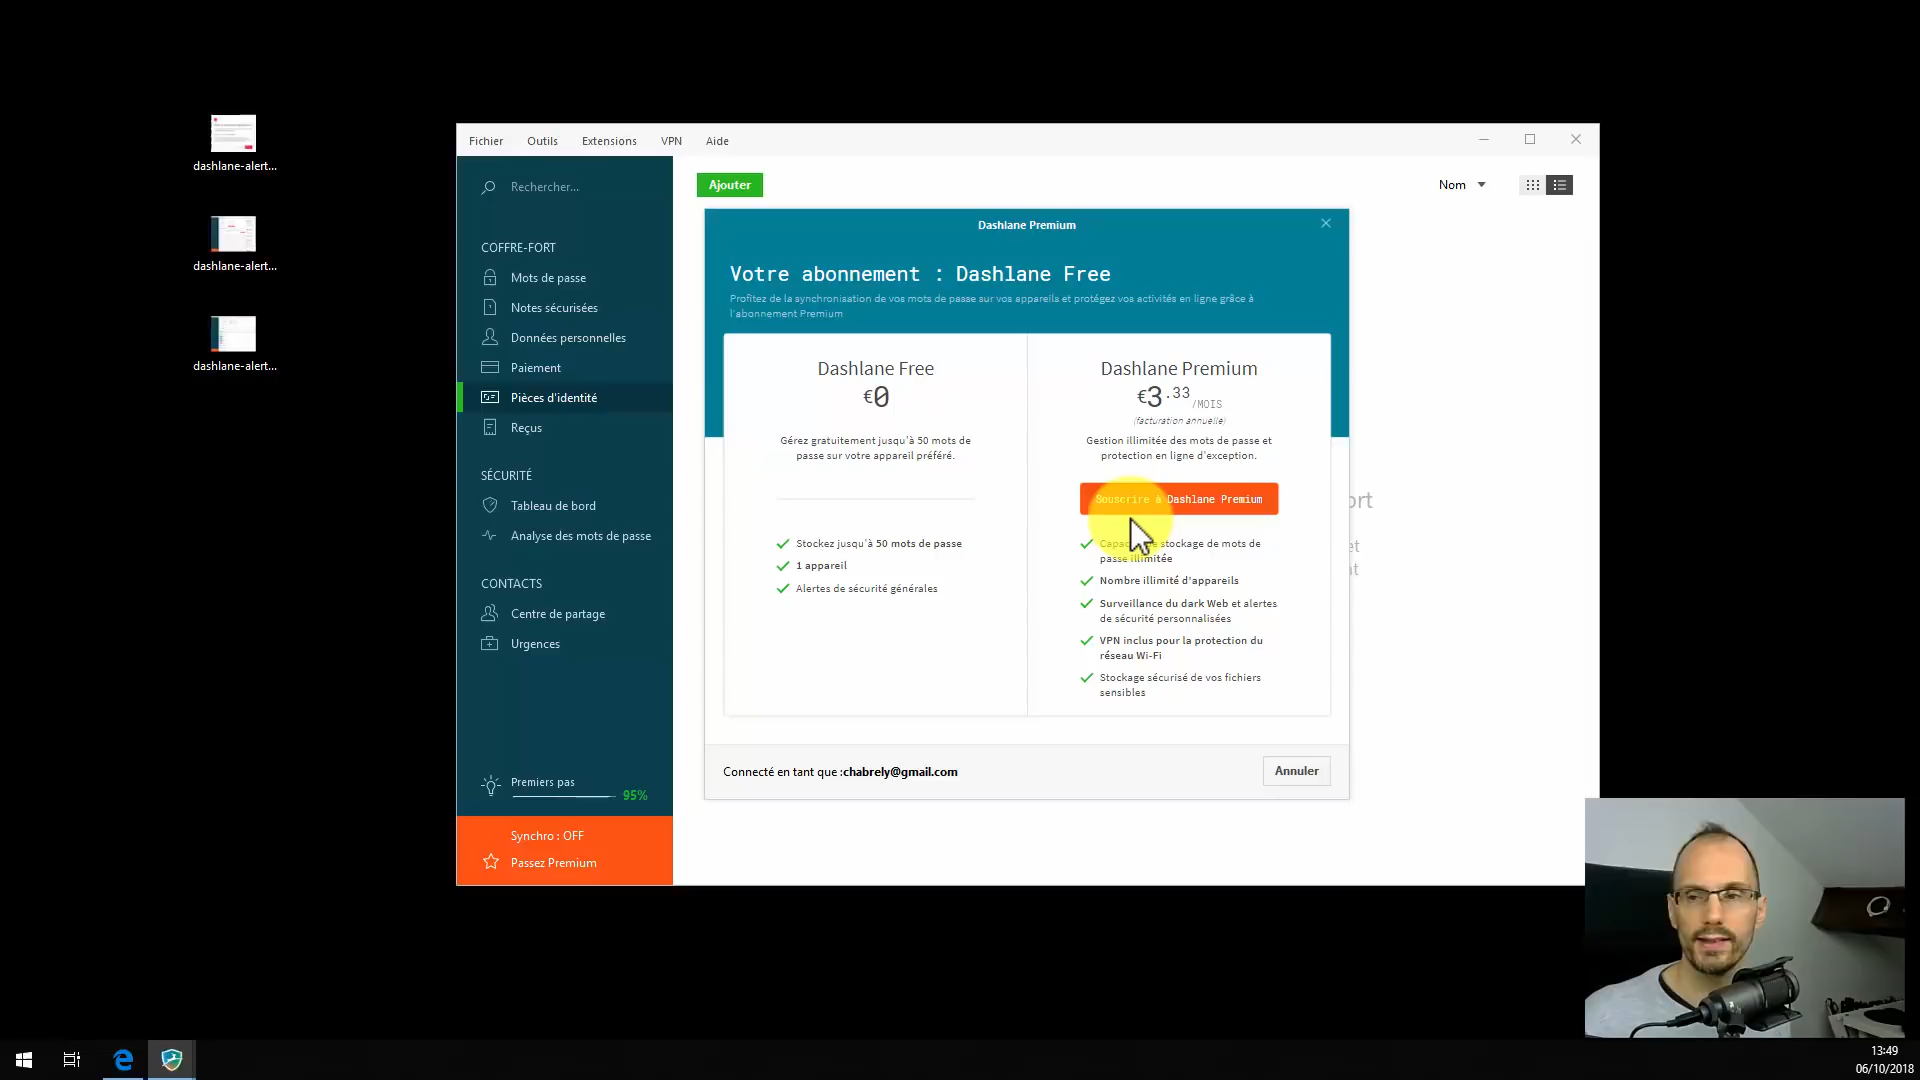 dashlane-alert...
dashlane-alert...
dashlane-alert...
Fichier Outils Extensions VPN Aide
Rechercher...
COFFRE-FORT
Mots de passe
Notes sécurisées
Données personnelles
Paiement
Pièces d'identité
Reçus
SÉCURITÉ
Tableau de bord
Analyse des mots de passe
CONTACTS
Centre de partage
Urgences
Premiers pas
95%
Synchro : OFF
Passez Premium
Ajouter
Nom
Dashlane Premium
Votre abonnement : Dashlane Free
Profitez de la synchronisation de vos mots de passe sur vos appareils et protégez vos activités en ligne grâce à
l'abonnement Premium
Dashlane Free
€0
Gérez gratuitement jusqu'à 50 mots de
passe sur votre appareil préféré.
Stockez jusqu'à 50 mots de passe
1 appareil
Alertes de sécurité générales
Dashlane Premium
€3.33/MOIS
(facturation annuelle)
Gestion illimitée des mots de passe et
protection en ligne d'exception.
Souscrire à Dashlane Premium
stockage de mots de
passe illimitée
Nombre illimité d'appareils
Surveillance du dark Web et alertes
de sécurité personnalisées
VPN inclus pour la protection du
réseau Wi-Fi
Stockage sécurisé de vos fichiers
sensibles
Connecté en tant que :chabrely@gmail.com
Annuler
ort
et
at
13:49
06/10/2018